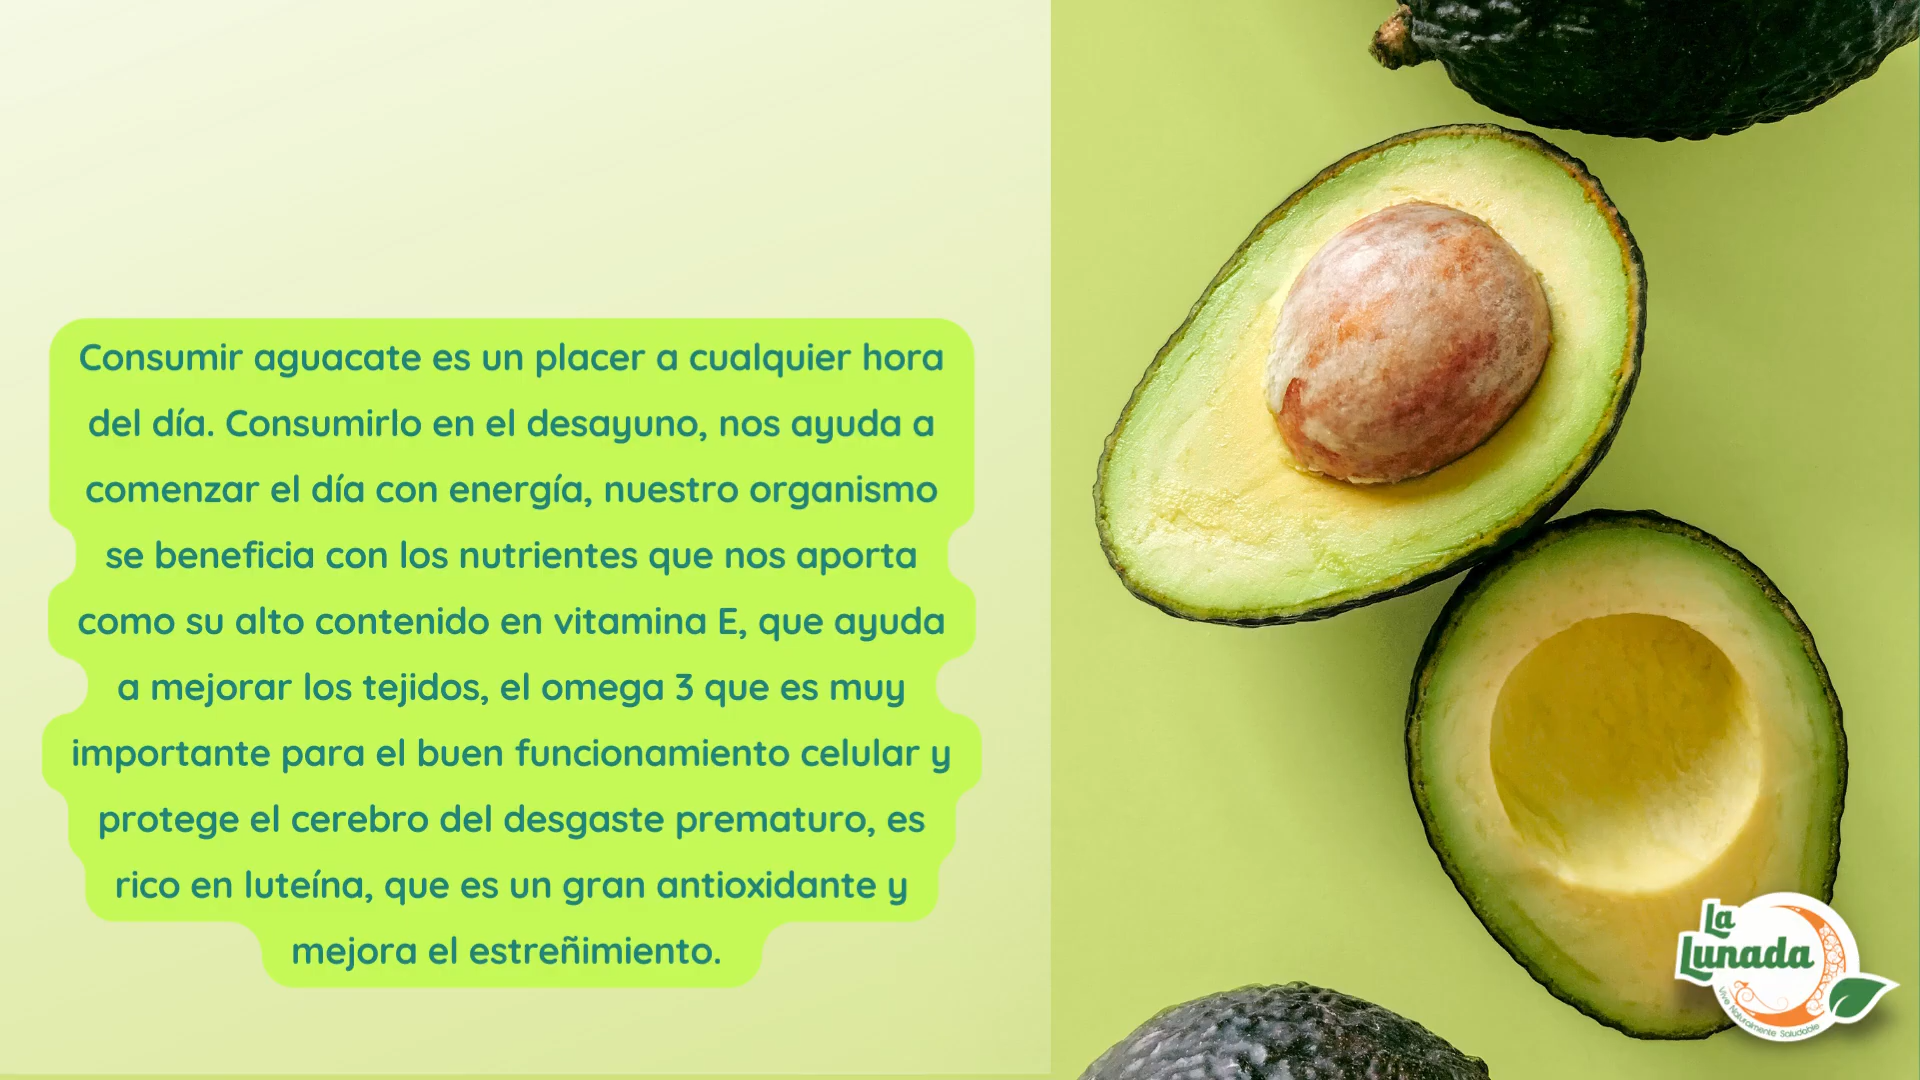 Consumir aguacate es un placer a cualquier hora
del día. Consumirlo en el desayuno, nos ayuda a
comenzar el día con energía, nuestro organismo
se beneficia con los nutrientes que nos aporta
como su alto contenido en vitamina E, que ayuda
a mejorar los tejidos, el omega 3 que es muy
importante para el buen funcionamiento celular y
protege el cerebro del desgaste prematuro, es
rico en luteína, que es un gran antioxidante y
mejora el estreñimiento.
La
Lunada
Vive Naturalmente Saludable